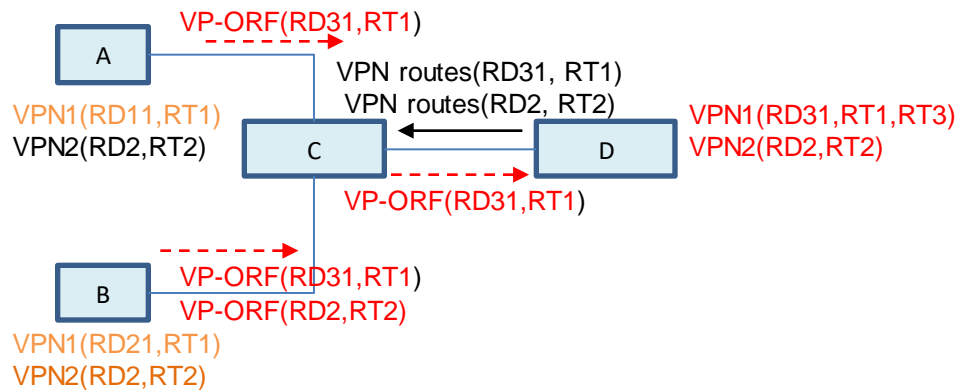 VP-ORF(RD31,RT1)
A
VPN routes(RD31, RT1)
VPN routes(RD2, RT2)
VPN1(RD11,RT1)
VPN2(RD2,RT2)
C
D
VPN1(RD31,RT1,RT3)
VPN2(RD2,RT2)
VP-ORF(RD31,RT1)
B
VP-ORF(RD31,RT1)
VP-ORF(RD2,RT2)
VPN1(RD21,RT1)
VPN2(RD2,RT2)